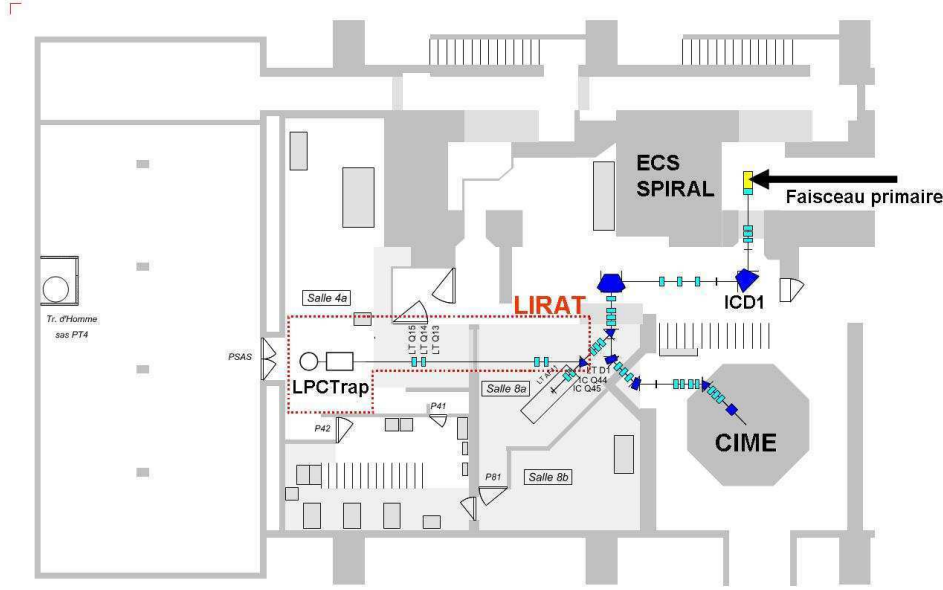 ECS
SPIRAL
Faisceau primaire
ICD1
Salle 4a
LIRAT
Tr. d'Homme
sas PT4
PSAS
LT Q15
LT Q14
LT Q13
LPCTrap
LT D1
IC Q44
IC Q45
Salle 8a
P42
P41
CIME
P81
Salle 8b